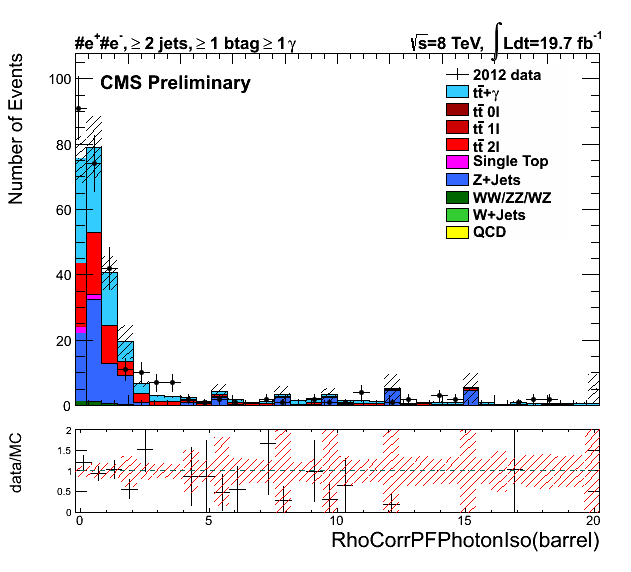 #e⁺#e⁻, ≥ 2 jets, ≥ 1 btag ≥ 1 γ
√s=8 TeV, ∫Ldt=19.7 fb⁻¹
CMS Preliminary
Number of Events
100
80
60
40
20
0
2012 data
tt̄+γ
tt̄ 0l
tt̄ 1l
tt̄ 2l
Single Top
Z+Jets
WW/ZZ/WZ
W+Jets
QCD
data/MC
2
1.5
1
0.5
0
0 5 10 15 20
RhoCorrPFPhotonIso(barrel)